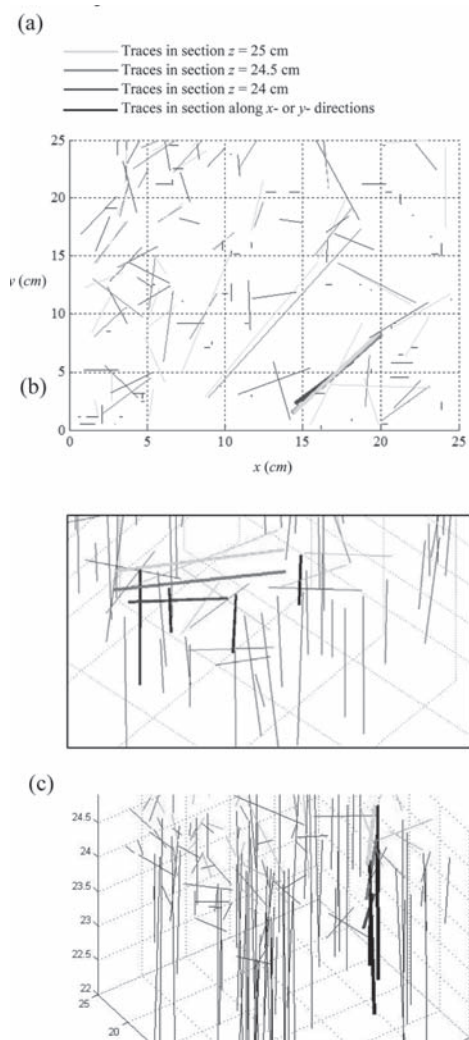 (a)
Traces in section z = 25 cm
Traces in section z = 24.5 cm
Traces in section z = 24 cm
Traces in section along x- or y- directions
25
20
15
y (cm)
10
5
(b)
0
0 5 10 15 20 25
x (cm)
(c)
24.5
24
23.5
23
22.5
22
25
20